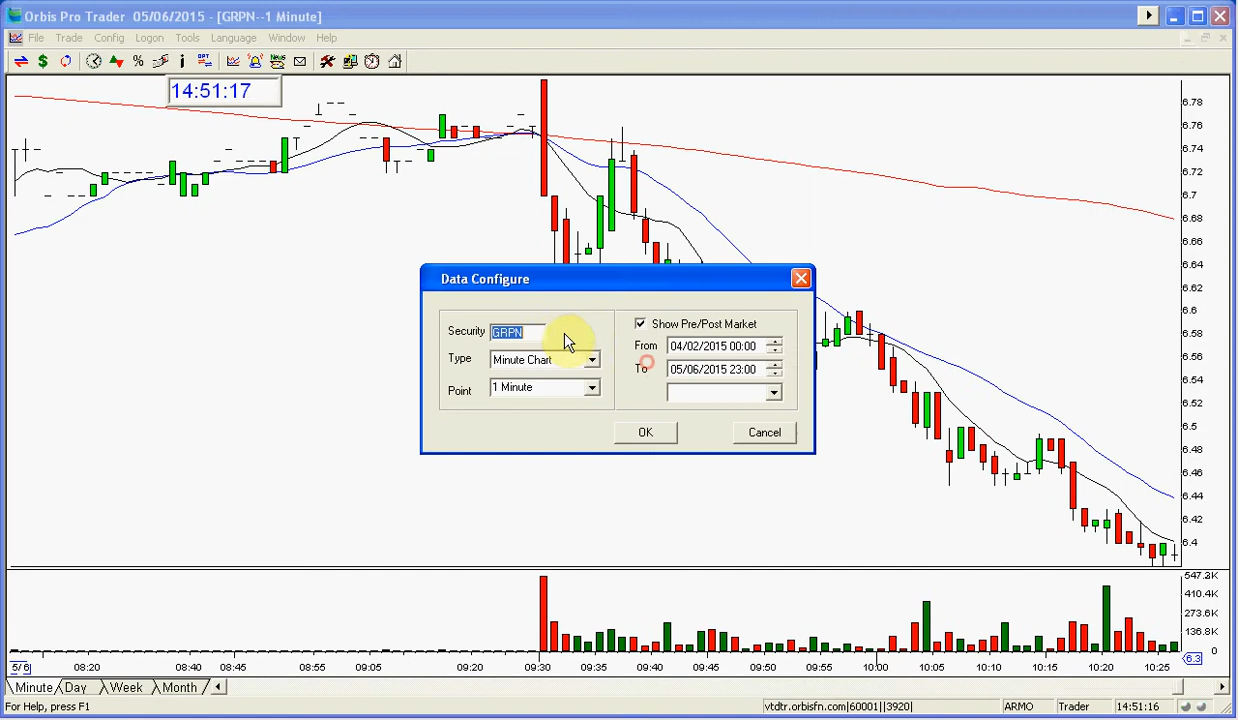 Orbis Pro Trader 05/06/2015 - [GRPN--1 Minute]
File Trade Config Logon Tools Language Window Help
14:51:17
6.78
6.76
6.74
6.72
6.7
6.68
6.66
6.64
6.62
6.6
6.58
6.56
6.54
6.52
6.5
6.48
6.46
6.44
6.42
6.4
Data Configure
Security GRPN
Type Minute Chart
Point 1 Minute
Show Pre/Post Market
From 04/02/2015 00:00
To 05/06/2015 23:00
OK Cancel
547.3K
410.4K
273.6K
136.8K
0
6.3
5/6 08:20 08:40 08:45 08:55 09:05 09:20 09:30 09:35 09:40 09:45 09:50 09:55 10:00 10:05 10:10 10:15 10:20 10:25
Minute Day Week Month
For Help, press F1 vtdtr.orbisfn.com|60001||3920| ARMO Trader 14:51:16